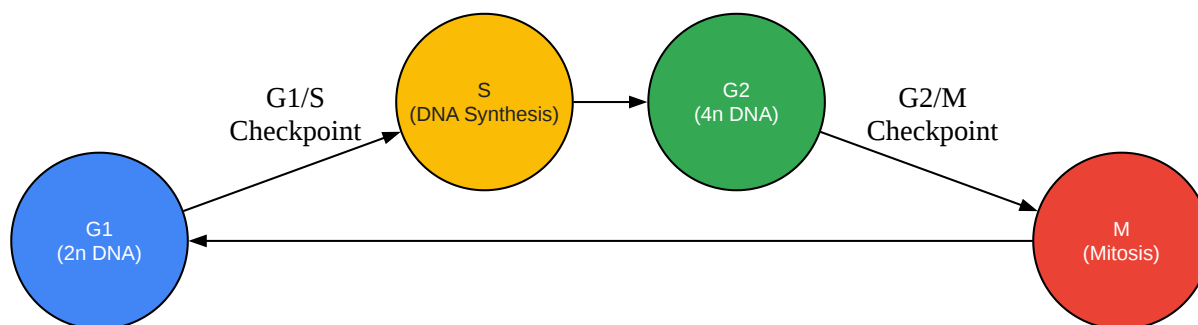 G1
(2n DNA)
G1/S
Checkpoint
S
(DNA Synthesis)
G2
(4n DNA)
G2/M
Checkpoint
M
(Mitosis)